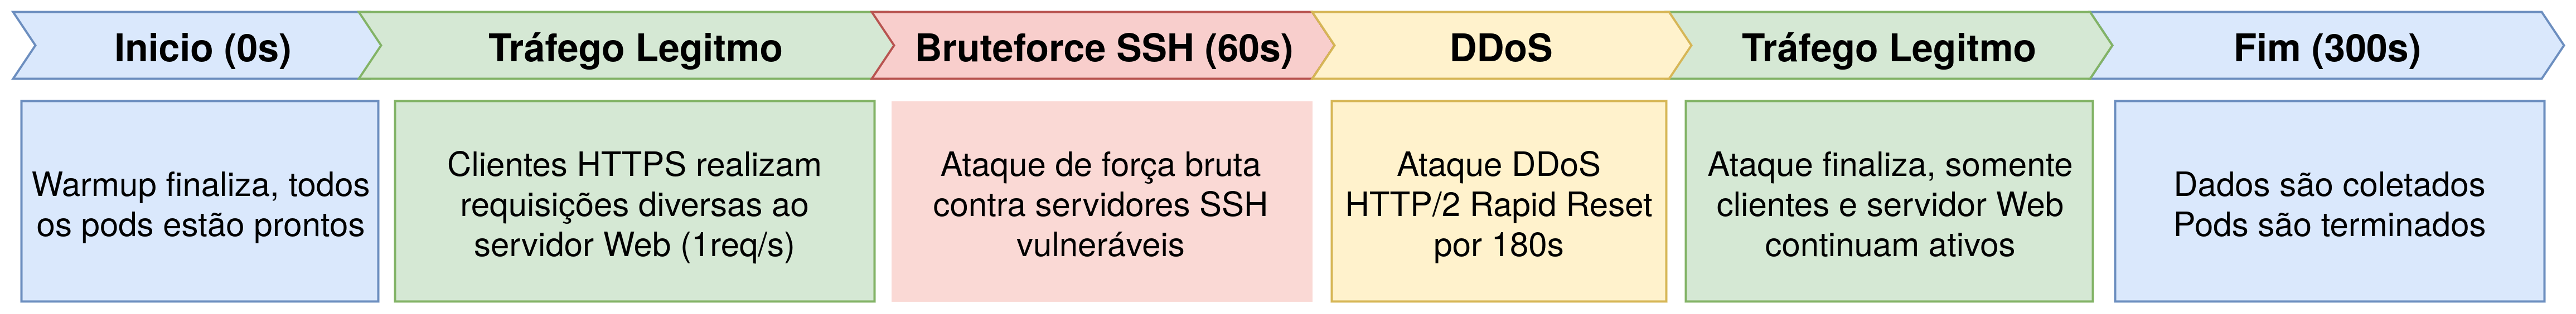 Inicio (0s)
Tráfego Legitmo
Bruteforce SSH (60s)
DDoS
Tráfego Legitmo
Fim (300s)
Warmup finaliza, todos
os pods estão prontos
Clientes HTTPS realizam
requisições diversas ao
servidor Web (1req/s)
Ataque de força bruta
contra servidores SSH
vulneráveis
Ataque DDoS
HTTP/2 Rapid Reset
por 180s
Ataque finaliza, somente
clientes e servidor Web
continuam ativos
Dados são coletados
Pods são terminados